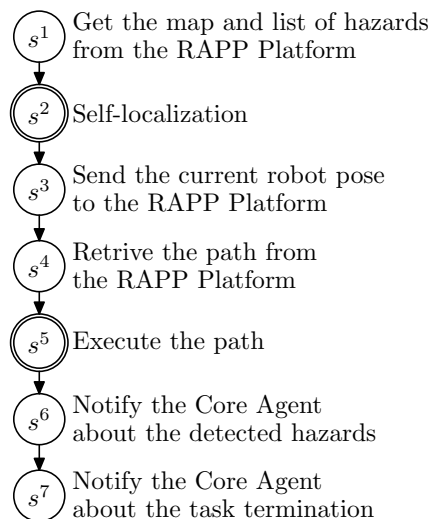 s¹ Get the map and list of hazards
from the RAPP Platform
s² Self-localization
s³ Send the current robot pose
to the RAPP Platform
s⁴ Retrive the path from
the RAPP Platform
s⁵ Execute the path
s⁶ Notify the Core Agent
about the detected hazards
s⁷ Notify the Core Agent
about the task termination